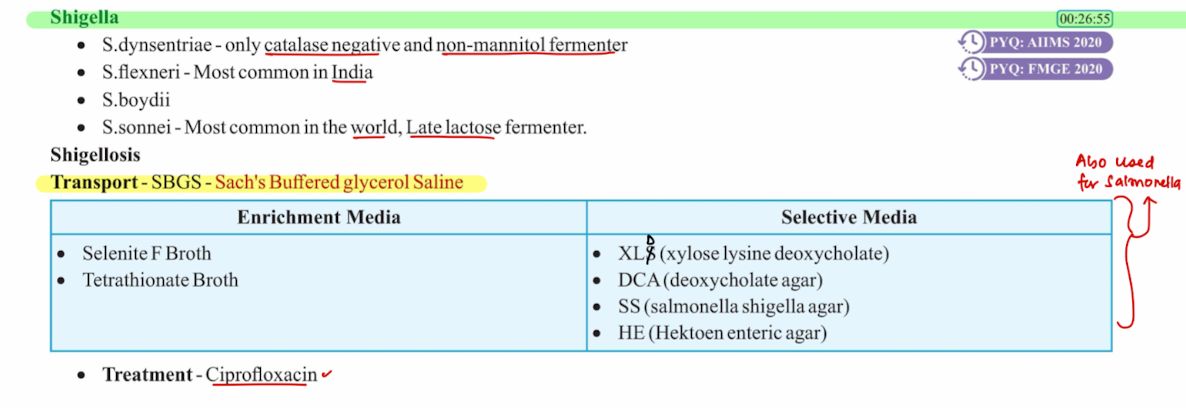 Shigella 00:26:55
• S.dynsentriae - only catalase negative and non-mannitol fermenter PYQ: AIIMS 2020
• S.flexneri - Most common in India PYQ: FMGE 2020
• S.boydii
• S.sonnei - Most common in the world, Late lactose fermenter.
Shigellosis
Also used
for Salmonella
Transport - SBGS - Sach's Buffered glycerol Saline
Enrichment Media Selective Media
• Selenite F Broth • XLD (xylose lysine deoxycholate)
• Tetrathionate Broth • DCA (deoxycholate agar)
• SS (salmonella shigella agar)
• HE (Hektoen enteric agar)
• Treatment - Ciprofloxacin ✓